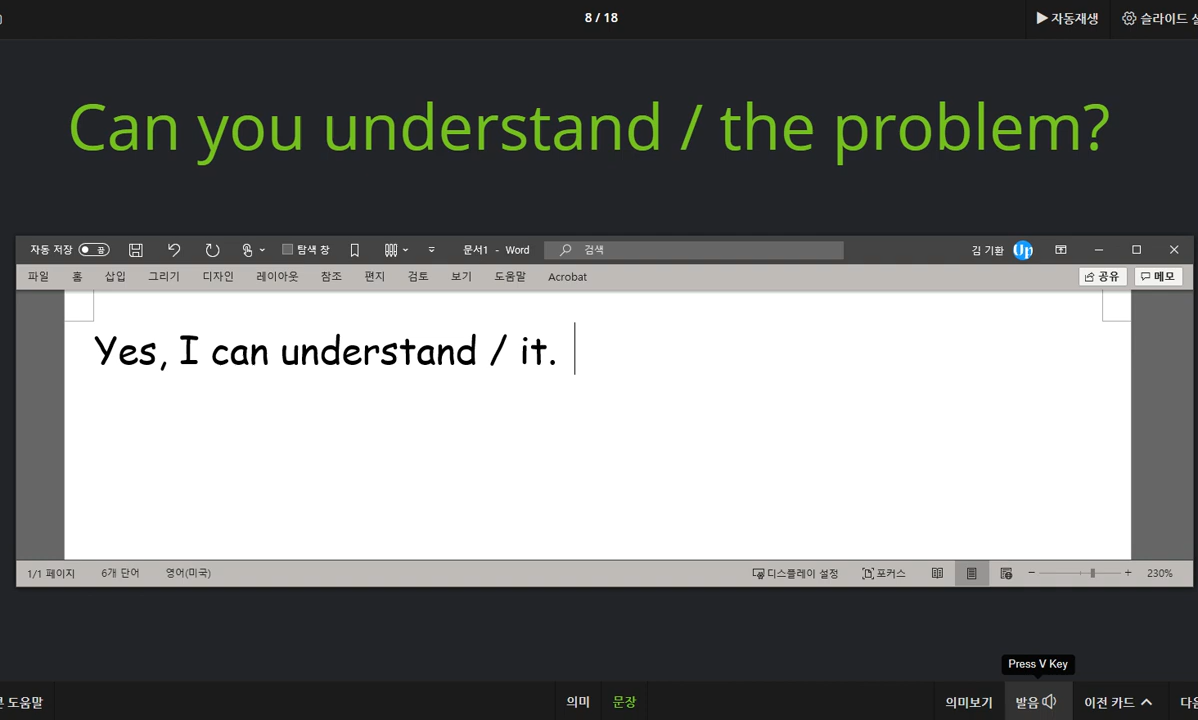 8 / 18
▶ 자동재생
슬라이드
Can you understand / the problem?
자동 저장 끔
탐색 창
문서1 - Word
검색
김 기환
Up
파일 홈 삽입 그리기 디자인 레이아웃 참조 편지 검토 보기 도움말 Acrobat
공유
메모
Yes, I can understand / it.
1/1 페이지 6개 단어 영어(미국)
디스플레이 설정 포커스 − + 230%
Press V Key
도움말
의미 문장
의미보기 발음 이전 카드